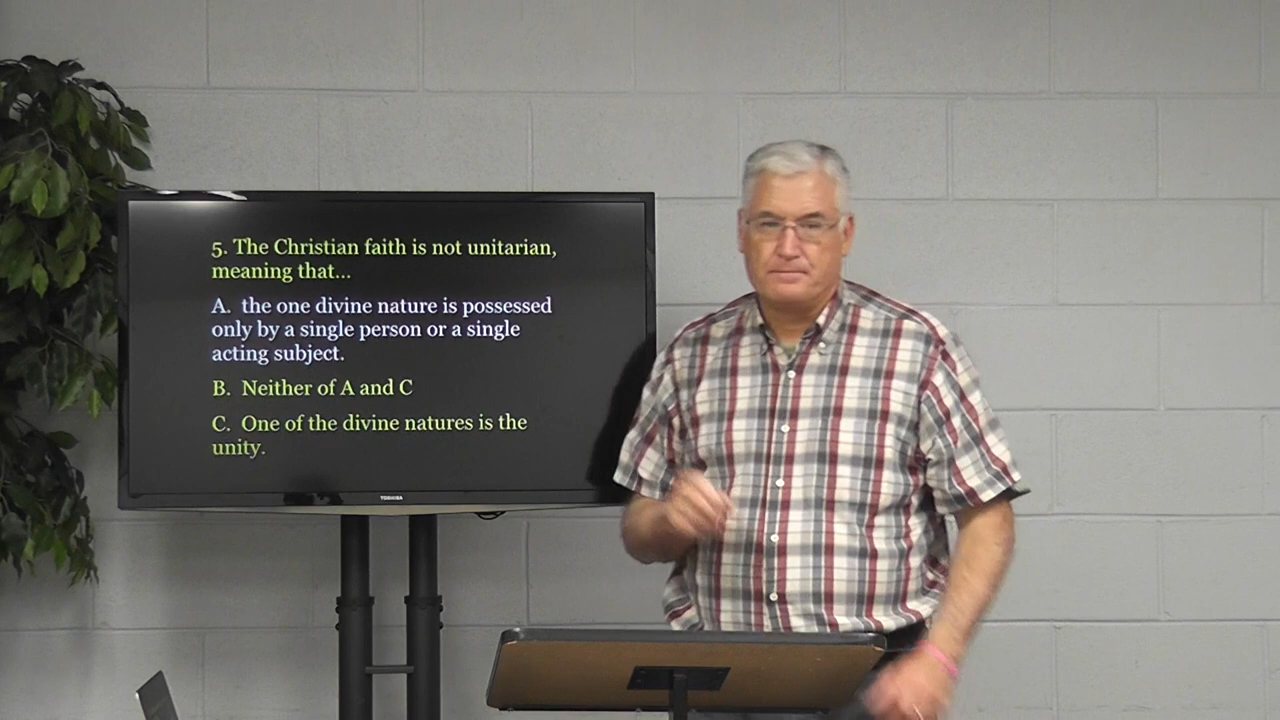 5. The Christian faith is not unitarian,
meaning that...
A.  the one divine nature is possessed
only by a single person or a single
acting subject.
B.  Neither of A and C
C.  One of the divine natures is the
unity.
TOSHIBA